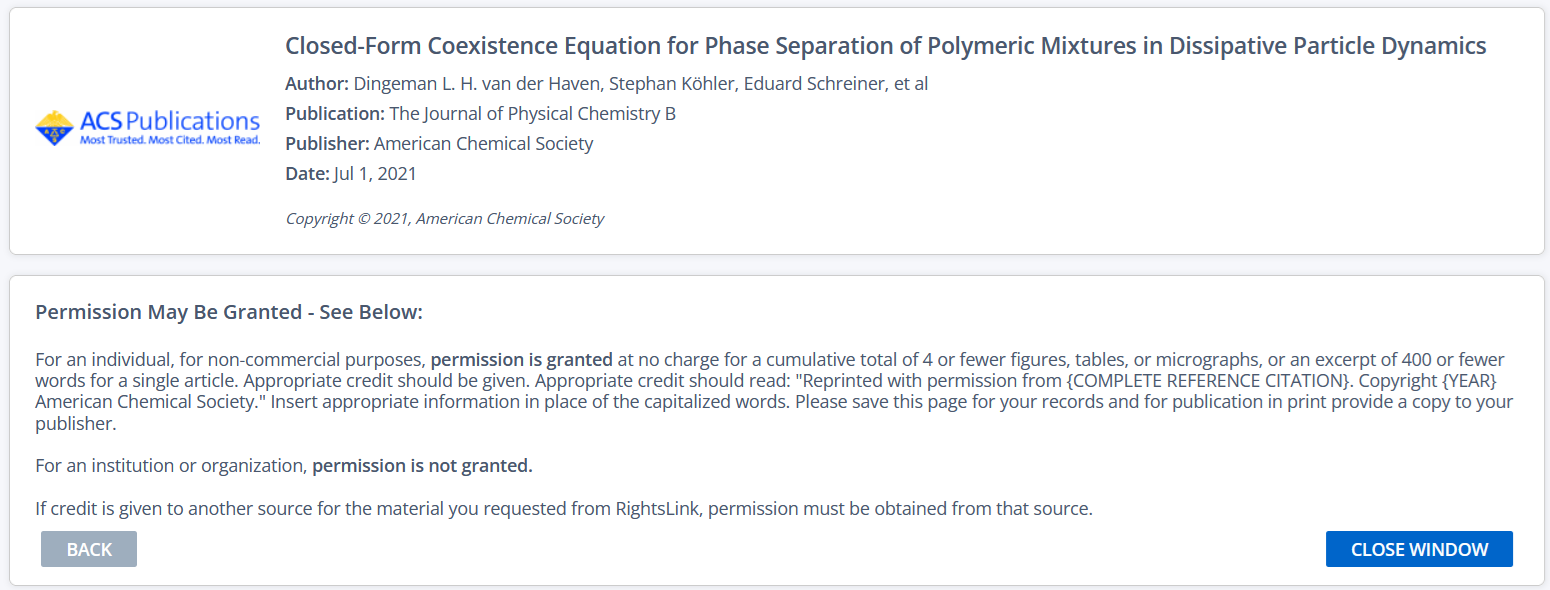 Closed-Form Coexistence Equation for Phase Separation of Polymeric Mixtures in Dissipative Particle Dynamics
Author: Dingeman L. H. van der Haven, Stephan Köhler, Eduard Schreiner, et al
Publication: The Journal of Physical Chemistry B
Publisher: American Chemical Society
Date: Jul 1, 2021
Copyright © 2021, American Chemical Society
ACS Publications
Most Trusted. Most Cited. Most Read.
Permission May Be Granted - See Below:
For an individual, for non-commercial purposes, permission is granted at no charge for a cumulative total of 4 or fewer figures, tables, or micrographs, or an excerpt of 400 or fewer
words for a single article. Appropriate credit should be given. Appropriate credit should read: "Reprinted with permission from {COMPLETE REFERENCE CITATION}. Copyright {YEAR}
American Chemical Society." Insert appropriate information in place of the capitalized words. Please save this page for your records and for publication in print provide a copy to your
publisher.
For an institution or organization, permission is not granted.
If credit is given to another source for the material you requested from RightsLink, permission must be obtained from that source.
BACK
CLOSE WINDOW